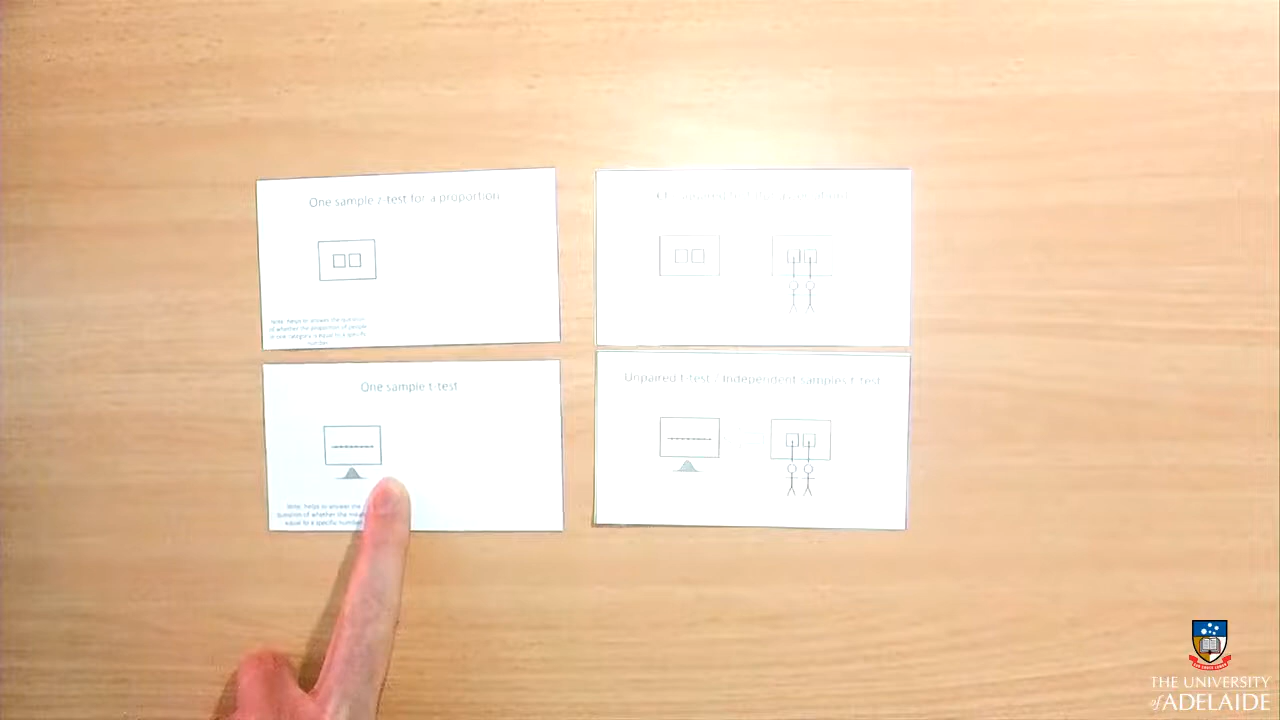 One sample z-test for a proportion
Note: helps to answer the question
of whether the proportion of people
in one category is equal to a specific
number.
One sample t-test
Note: helps to answer the
question of whether the mean
equal to a specific number
Unpaired t-test / Independent samples t-test
THE UNIVERSITY
of ADELAIDE